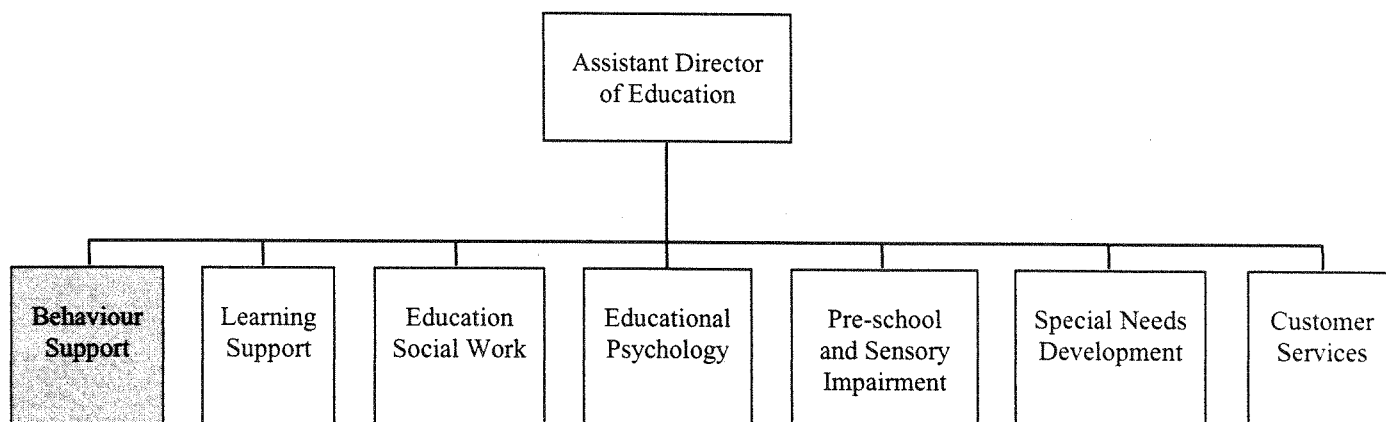 Assistant Director
of Education
Behaviour
Support
Learning
Support
Education
Social Work
Educational
Psychology
Pre-school
and Sensory
Impairment
Special Needs
Development
Customer
Services